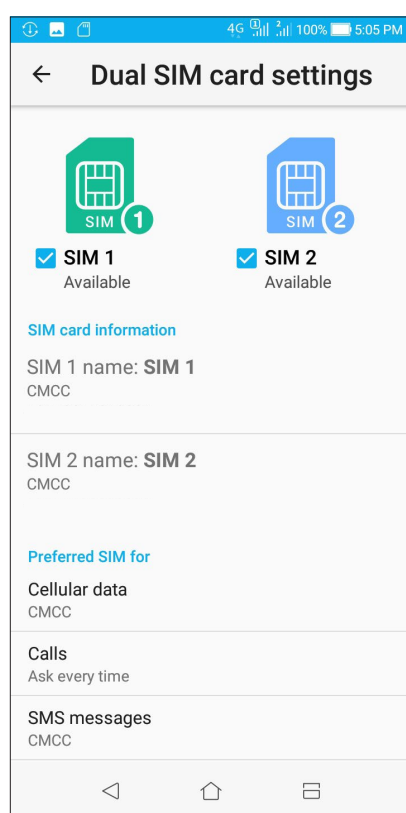 4G 1 2 100% 5:05 PM
Dual SIM card settings
SIM 1
SIM 2
SIM 1
SIM 2
Available
Available
SIM card information
SIM 1 name: SIM 1
CMCC
SIM 2 name: SIM 2
CMCC
Preferred SIM for
Cellular data
CMCC
Calls
Ask every time
SMS messages
CMCC